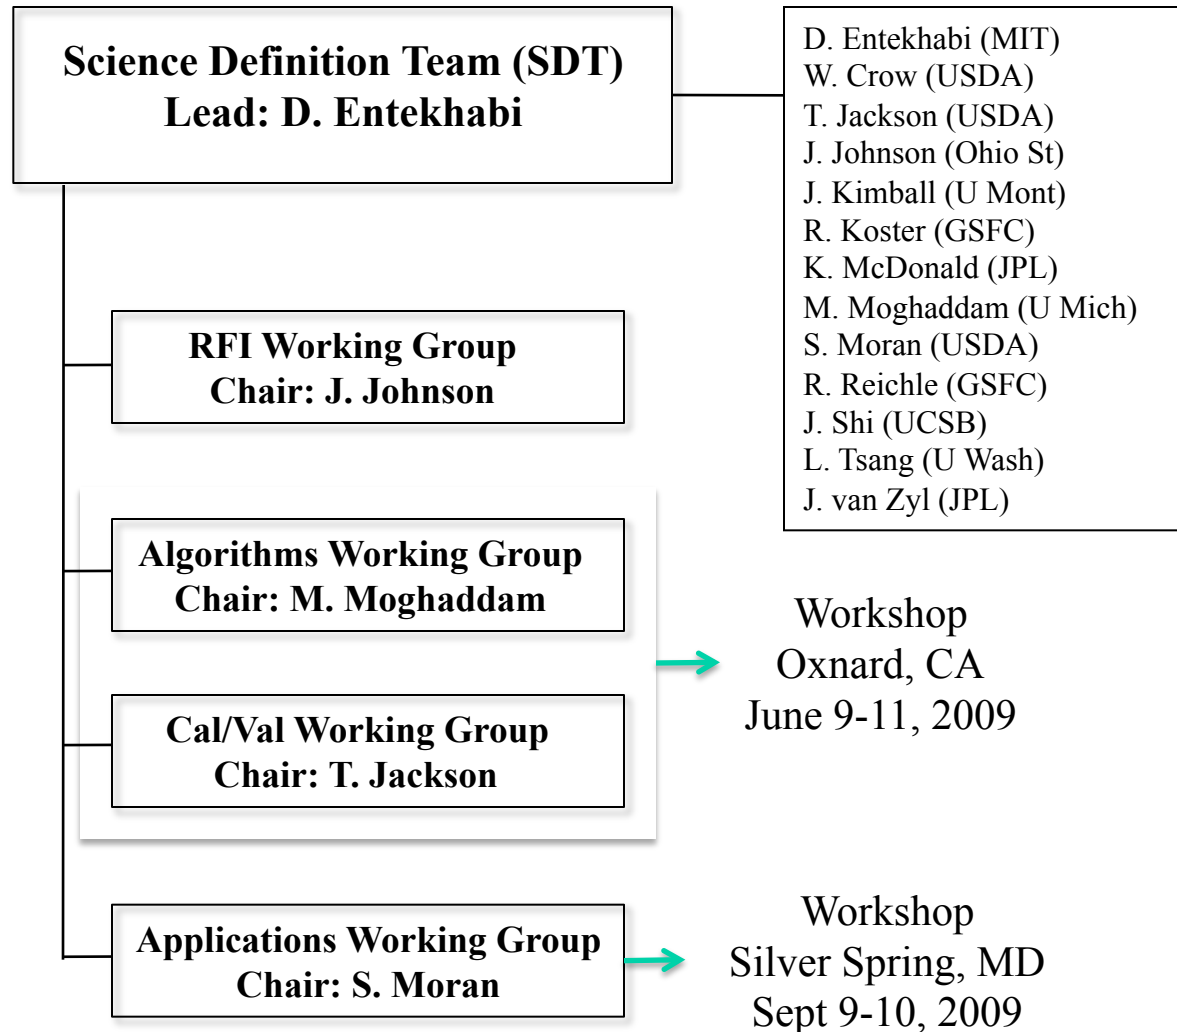 Science Definition Team (SDT)
Lead: D. Entekhabi
D. Entekhabi (MIT)
W. Crow (USDA)
T. Jackson (USDA)
J. Johnson (Ohio St)
J. Kimball (U Mont)
R. Koster (GSFC)
K. McDonald (JPL)
M. Moghaddam (U Mich)
S. Moran (USDA)
R. Reichle (GSFC)
J. Shi (UCSB)
L. Tsang (U Wash)
J. van Zyl (JPL)
RFI Working Group
Chair: J. Johnson
Algorithms Working Group
Chair: M. Moghaddam
Cal/Val Working Group
Chair: T. Jackson
Workshop
Oxnard, CA
June 9-11, 2009
Applications Working Group
Chair: S. Moran
Workshop
Silver Spring, MD
Sept 9-10, 2009